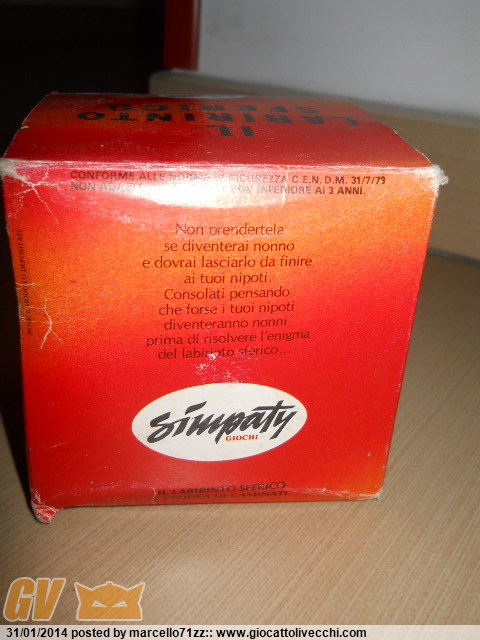 IL
LABIRINTO
SFERICO
CONFORME ALLE NORME DI SICUREZZA C.E.N. D.M. 31/7/79
NON INFERIORE AI 3 ANNI.
Non prendertela
se diventerai nonno
e dovrai lasciarlo da finire
ai tuoi nipoti.
Consolati pensando
che forse i tuoi nipoti
diventeranno nonni
prima di risolvere l'enigma
del labirinto sferico...
MODELLO DEPOSITATI
simpaty
GIOCHI
IL LABIRINTO SFERICO
DI CAMINATI
GV
31/01/2014 posted by marcello71zz:: www.giocattolivecchi.com